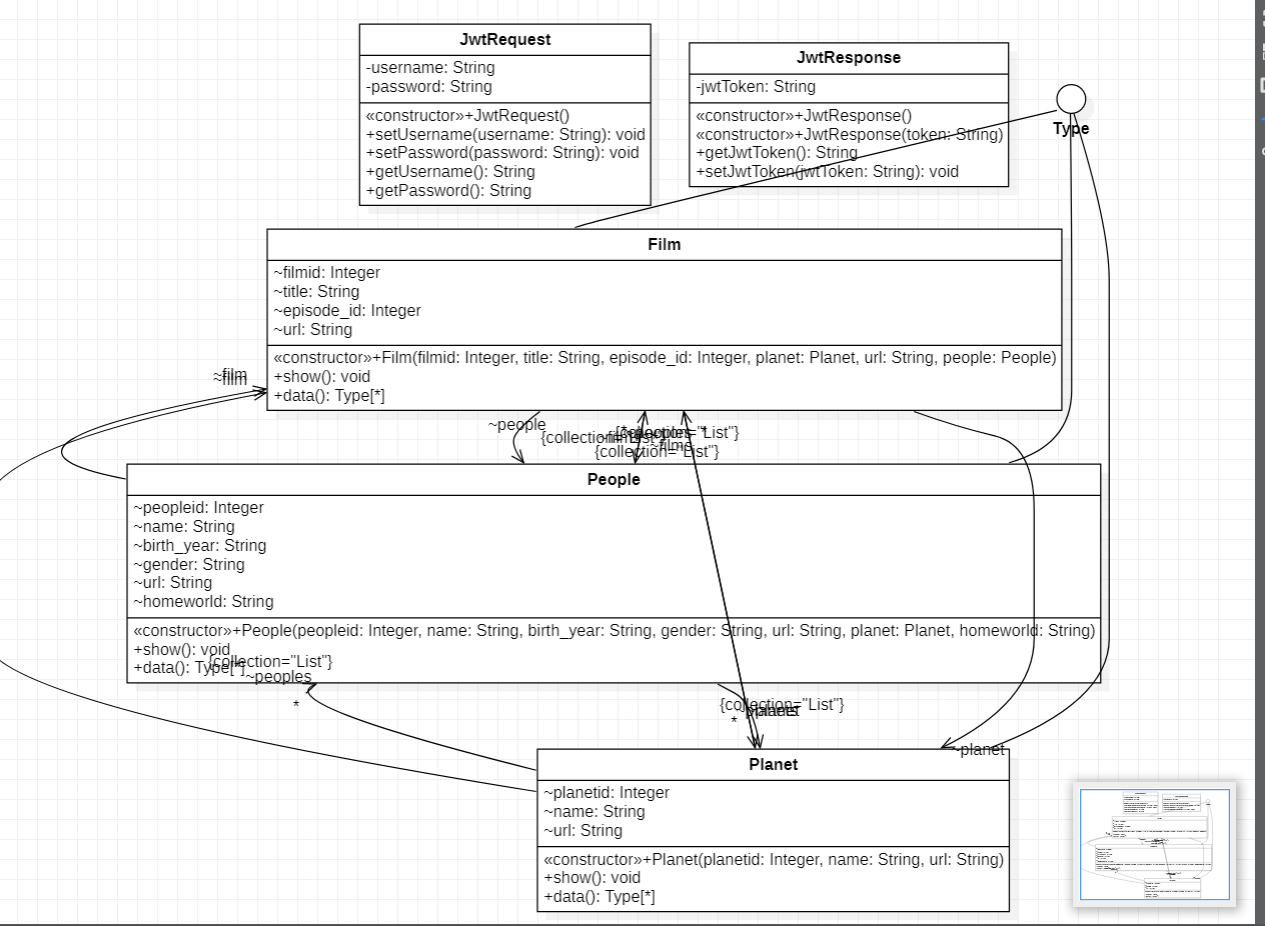 JwtRequest
-username: String
-password: String
«constructor»+JwtRequest()
+setUsername(username: String): void
+setPassword(password: String): void
+getUsername(): String
+getPassword(): String
JwtResponse
-jwtToken: String
«constructor»+JwtResponse()
«constructor»+JwtResponse(token: String)
+getJwtToken(): String
+setJwtToken(jwtToken: String): void
Type
Film
~filmid: Integer
~title: String
~episode_id: Integer
~url: String
«constructor»+Film(filmid: Integer, title: String, episode_id: Integer, planet: Planet, url: String, people: People)
+show(): void
+data(): Type[*]
~film
~film
~people
~films
{collection="List"}
People
~peopleid: Integer
~name: String
~birth_year: String
~gender: String
~url: String
~homeworld: String
«constructor»+People(peopleid: Integer, name: String, birth_year: String, gender: String, url: String, planet: Planet, homeworld: String)
+show(): void
+data(): Type[*]
{collection="List"}
~peoples
*
{collection="List"}
*
~planet
Planet
~planetid: Integer
~name: String
~url: String
«constructor»+Planet(planetid: Integer, name: String, url: String)
+show(): void
+data(): Type[*]